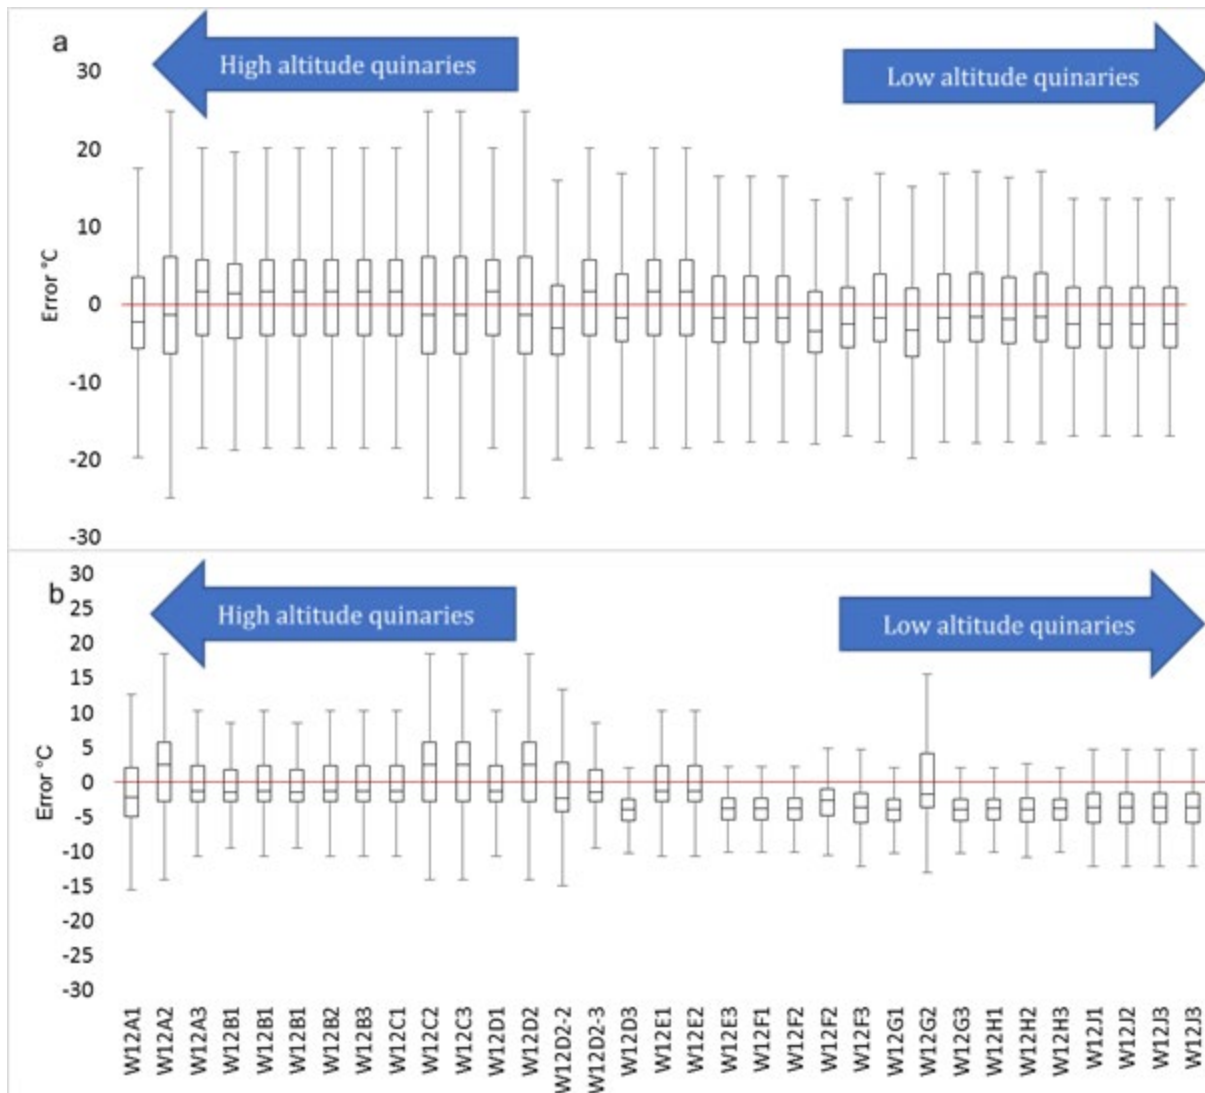 a
High altitude quinaries
Low altitude quinaries
30
20
10
0
-10
-20
-30
Error °C
b
High altitude quinaries
Low altitude quinaries
30
25
20
15
10
5
0
-5
-10
-15
-20
-25
-30
Error °C
W12A1
W12A2
W12A3
W12B1
W12B1
W12B1
W12B2
W12B3
W12C1
W12C2
W12C3
W12D1
W12D2
W12D2-2
W12D2-3
W12D3
W12E1
W12E2
W12E3
W12F1
W12F2
W12F2
W12F3
W12G1
W12G2
W12G3
W12H1
W12H2
W12H3
W12J1
W12J2
W12J3
W12J3